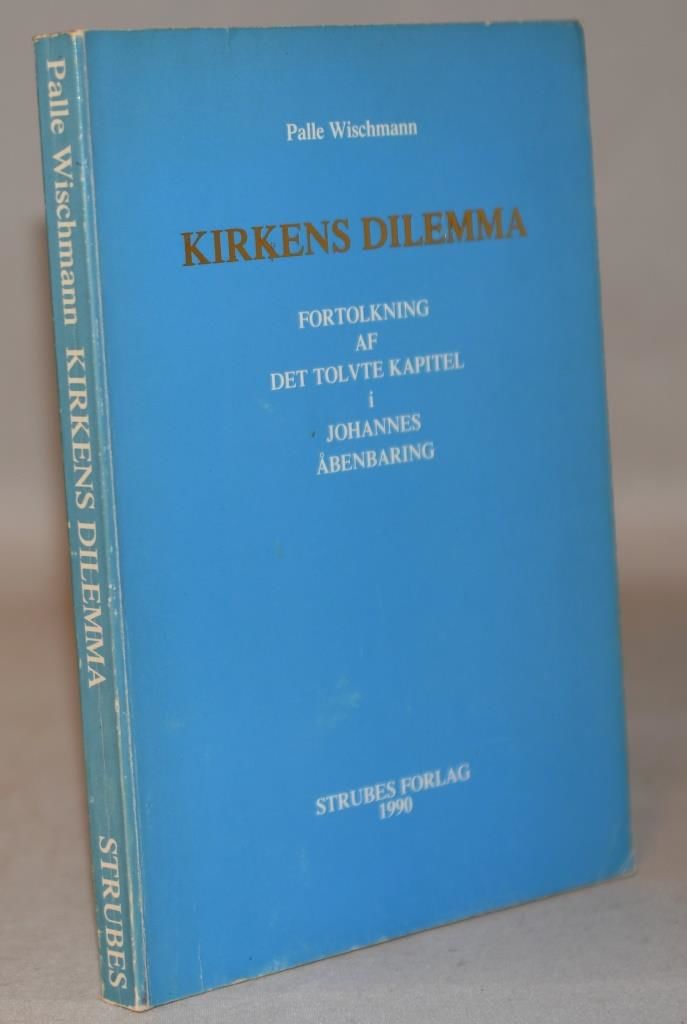 Palle Wischmann
KIRKENS DILEMMA
FORTOLKNING
AF
DET TOLVTE KAPITEL
i
JOHANNES
ÅBENBARING
STRUBES FORLAG
1990
Palle Wischmann KIRKENS DILEMMA STRUBES